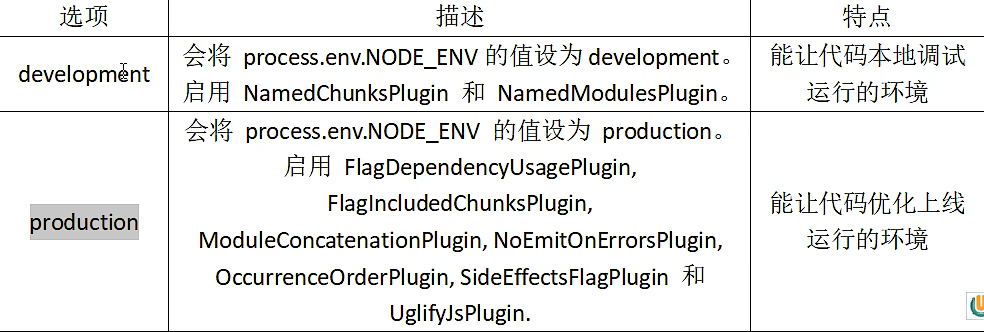 选项 描述 特点
development
会将 process.env.NODE_ENV 的值设为 development。
启用 NamedChunksPlugin 和 NamedModulesPlugin。
能让代码本地调试
运行的环境
production
会将 process.env.NODE_ENV 的值设为 production。
启用 FlagDependencyUsagePlugin,
FlagIncludedChunksPlugin,
ModuleConcatenationPlugin, NoEmitOnErrorsPlugin,
OccurrenceOrderPlugin, SideEffectsFlagPlugin 和
UglifyJsPlugin.
能让代码优化上线
运行的环境